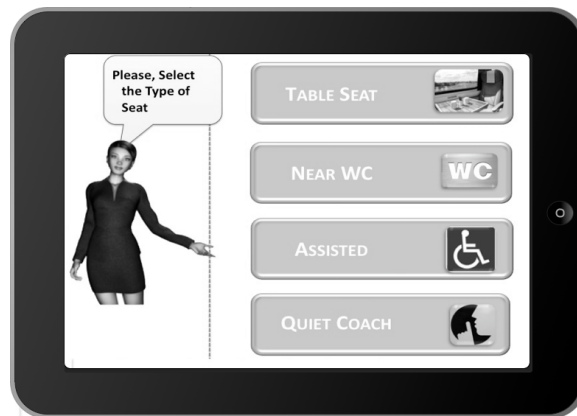 Please, Select
the Type of
Seat
TABLE SEAT
NEAR WC
WC
ASSISTED
QUIET COACH